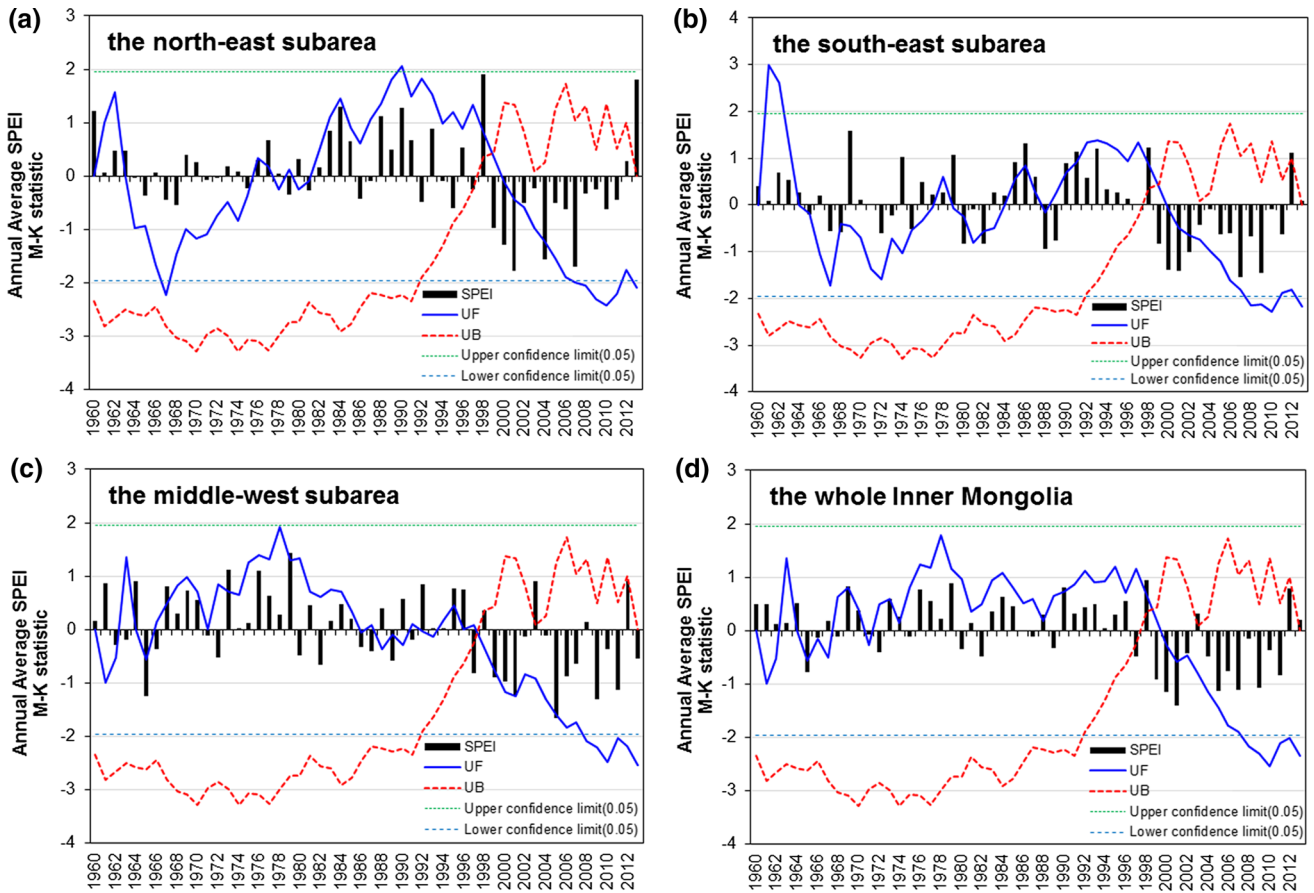 (a)
the north-east subarea
Annual Average SPEI
M-K statistic
3
2
1
0
-1
-2
-3
-4
SPEI
UF
UB
Upper confidence limit(0.05)
Lower confidence limit(0.05)
1960 1962 1964 1966 1968 1970 1972 1974 1976 1978 1980 1982 1984 1986 1988 1990 1992 1994 1996 1998 2000 2002 2004 2006 2008 2010 2012
(b)
the south-east subarea
Annual Average SPEI
M-K statistic
4
3
2
1
0
-1
-2
-3
-4
SPEI
UF
UB
Upper confidence limit(0.05)
Lower confidence limit(0.05)
1960 1962 1964 1966 1968 1970 1972 1974 1976 1978 1980 1982 1984 1986 1988 1990 1992 1994 1996 1998 2000 2002 2004 2006 2008 2010 2012
(c)
the middle-west subarea
Annual Average SPEI
M-K statistic
3
2
1
0
-1
-2
-3
-4
SPEI
UF
UB
Upper confidence limit(0.05)
Lower confidence limit(0.05)
1960 1962 1964 1966 1968 1970 1972 1974 1976 1978 1980 1982 1984 1986 1988 1990 1992 1994 1996 1998 2000 2002 2004 2006 2008 2010 2012
(d)
the whole Inner Mongolia
Annual Average SPEI
M-K statistic
3
2
1
0
-1
-2
-3
-4
SPEI
UF
UB
Upper confidence limit(0.05)
Lower confidence limit(0.05)
1960 1962 1964 1966 1968 1970 1972 1974 1976 1978 1980 1982 1984 1986 1988 1990 1992 1994 1996 1998 2000 2002 2004 2006 2008 2010 2012